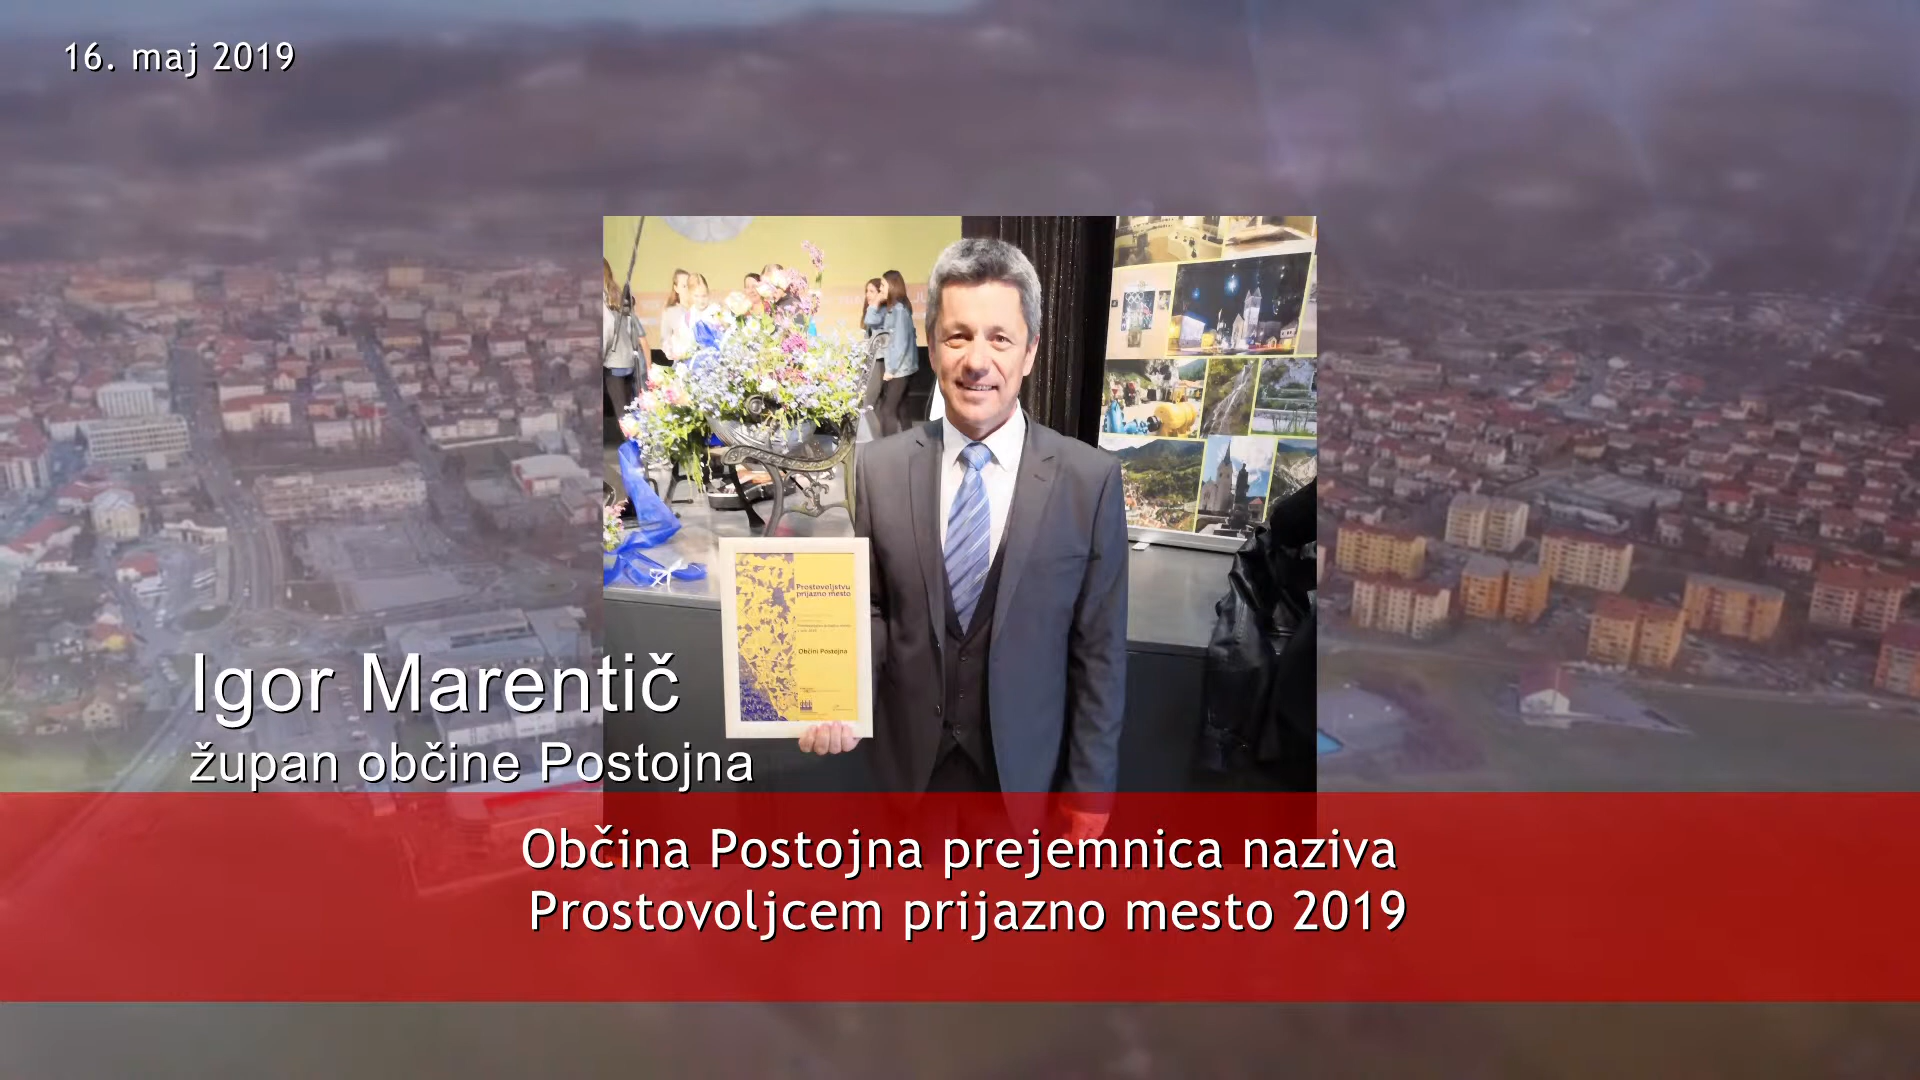 16. maj 2019
Prostovoljstvu
prijazno mesto
Občini Postojna
Igor Marentič
župan občine Postojna
Občina Postojna prejemnica naziva
Prostovoljcem prijazno mesto 2019